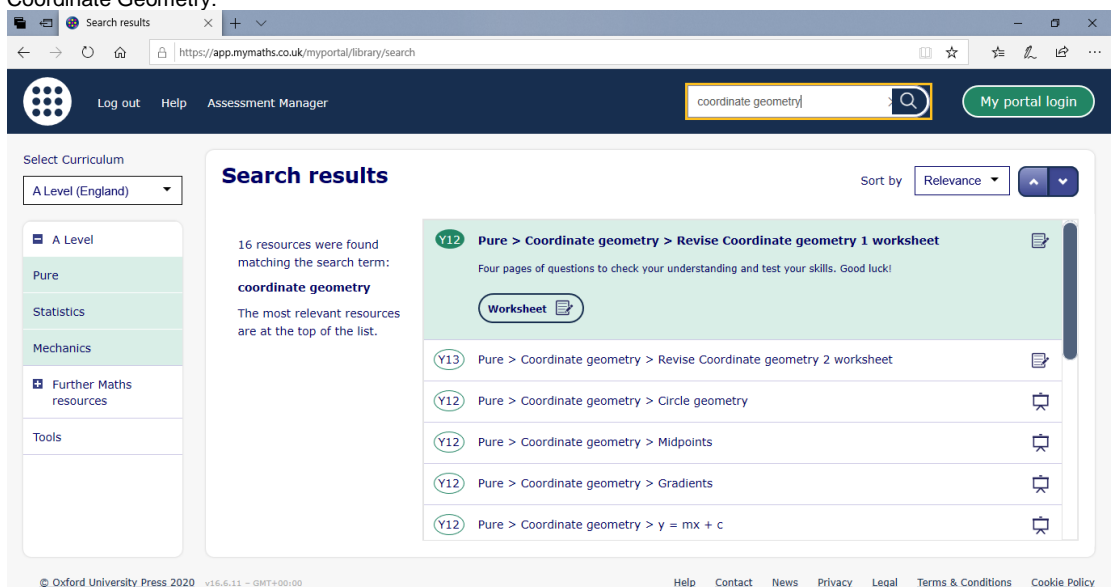 Coordinate Geometry:
Search results
https://app.mymaths.co.uk/myportal/library/search
Log out Help Assessment Manager
coordinate geometry
My portal login
Select Curriculum
A Level (England)
Search results
Sort by Relevance
A Level
Pure
Statistics
Mechanics
Further Maths
resources
Tools
16 resources were found
matching the search term:
coordinate geometry
The most relevant resources
are at the top of the list.
Y12 Pure > Coordinate geometry > Revise Coordinate geometry 1 worksheet
Four pages of questions to check your understanding and test your skills. Good luck!
Worksheet
Y13 Pure > Coordinate geometry > Revise Coordinate geometry 2 worksheet
Y12 Pure > Coordinate geometry > Circle geometry
Y12 Pure > Coordinate geometry > Midpoints
Y12 Pure > Coordinate geometry > Gradients
Y12 Pure > Coordinate geometry > y = mx + c
© Oxford University Press 2020 v16.6.11 - GMT+00:00 Help Contact News Privacy Legal Terms & Conditions Cookie Policy